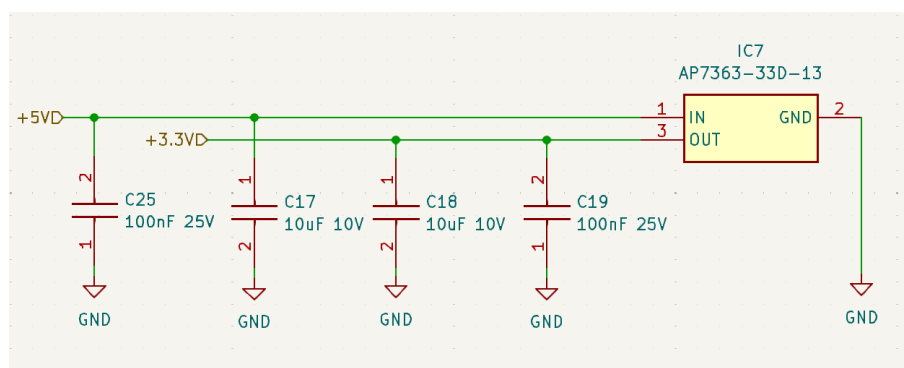 IC7
AP7363-33D-13
+5V
1
IN
GND
2
+3.3V
3
OUT
2
C25
100nF 25V
1
1
C17
10uF 10V
2
1
C18
10uF 10V
2
2
C19
100nF 25V
1
GND
GND
GND
GND
GND